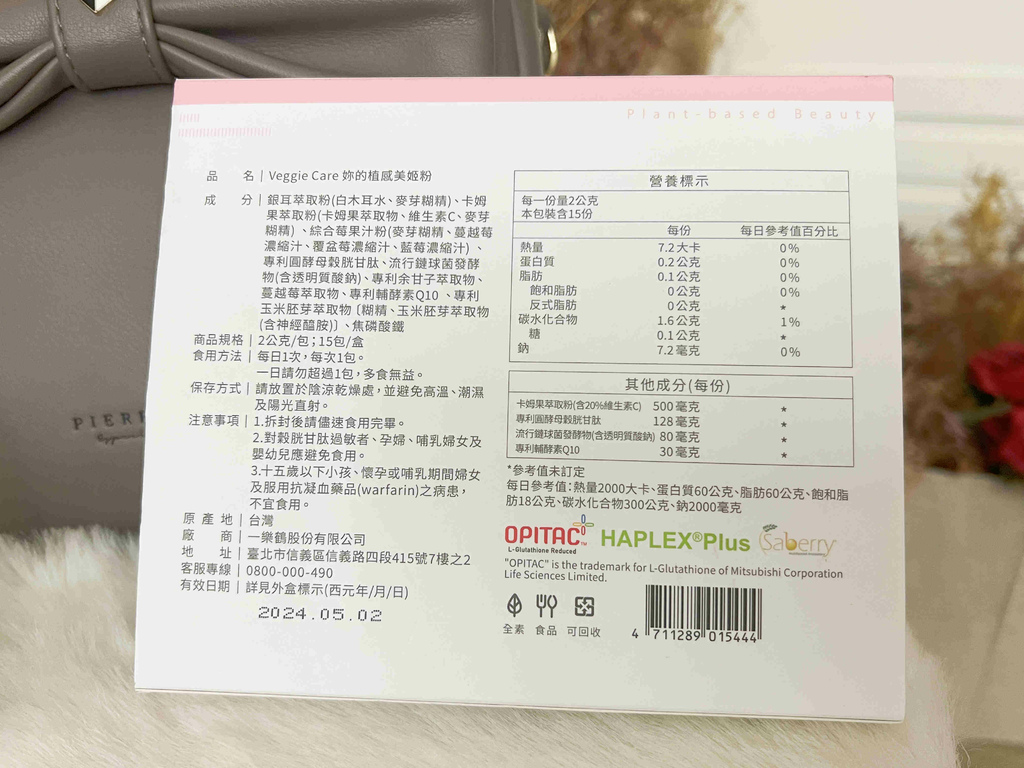 Plant-based Beauty
品 名 | Veggie Care 妳的植感美姬粉
成 分 | 銀耳萃取粉(白木耳水、麥芽糊精)、卡姆
果萃取粉(卡姆果萃取物、維生素C、麥芽
糊精)、綜合莓果汁粉(麥芽糊精、蔓越莓
濃縮汁、覆盆莓濃縮汁、藍莓濃縮汁)、
專利圓酵母穀胱甘肽、流行鏈球菌發酵
物(含透明質酸鈉)、專利余甘子萃取物、
蔓越莓萃取物、專利輔酵素Q10、專利
玉米胚芽萃取物〔糊精、玉米胚芽萃取物
(含神經醯胺)〕、焦磷酸鐵
商品規格 | 2公克/包;15包/盒
食用方法 | 每日1次,每次1包。
一日請勿超過1包,多食無益。
保存方式 | 請放置於陰涼乾燥處,並避免高溫、潮濕
及陽光直射。
注意事項 | 1.拆封後請儘速食用完畢。
2.對穀胱甘肽過敏者、孕婦、哺乳婦女及
嬰幼兒應避免食用。
3.十五歲以下小孩、懷孕或哺乳期間婦女
及服用抗凝血藥品(warfarin)之病患,
不宜食用。
原 產 地 | 台灣
廠 商 | 一樂鶴股份有限公司
地 址 | 臺北市信義區信義路四段415號7樓之2
客服專線 | 0800-000-490
有效日期 | 詳見外盒標示(西元年/月/日)
2024.05.02
營養標示
每一份量2公克
本包裝含15份
每份 每日參考值百分比
熱量 7.2大卡 0%
蛋白質 0.2公克 0%
脂肪 0.1公克 0%
飽和脂肪 0公克 0%
反式脂肪 0公克 *
碳水化合物 1.6公克 1%
糖 0.1公克 *
鈉 7.2毫克 0%
其他成分(每份)
卡姆果萃取粉(含20%維生素C) 500毫克 *
專利圓酵母穀胱甘肽 128毫克 *
流行鏈球菌發酵物(含透明質酸鈉) 80毫克 *
專利輔酵素Q10 30毫克 *
*參考值未訂定
每日參考值:熱量2000大卡、蛋白質60公克、脂肪60公克、飽和脂
肪18公克、碳水化合物300公克、鈉2000毫克
OPITAC™ HAPLEX®Plus Saberry
L-Glutathione Reduced
"OPITAC" is the trademark for L-Glutathione of Mitsubishi Corporation
Life Sciences Limited.
全素 食品 可回收
4 711289 015444
PIERR